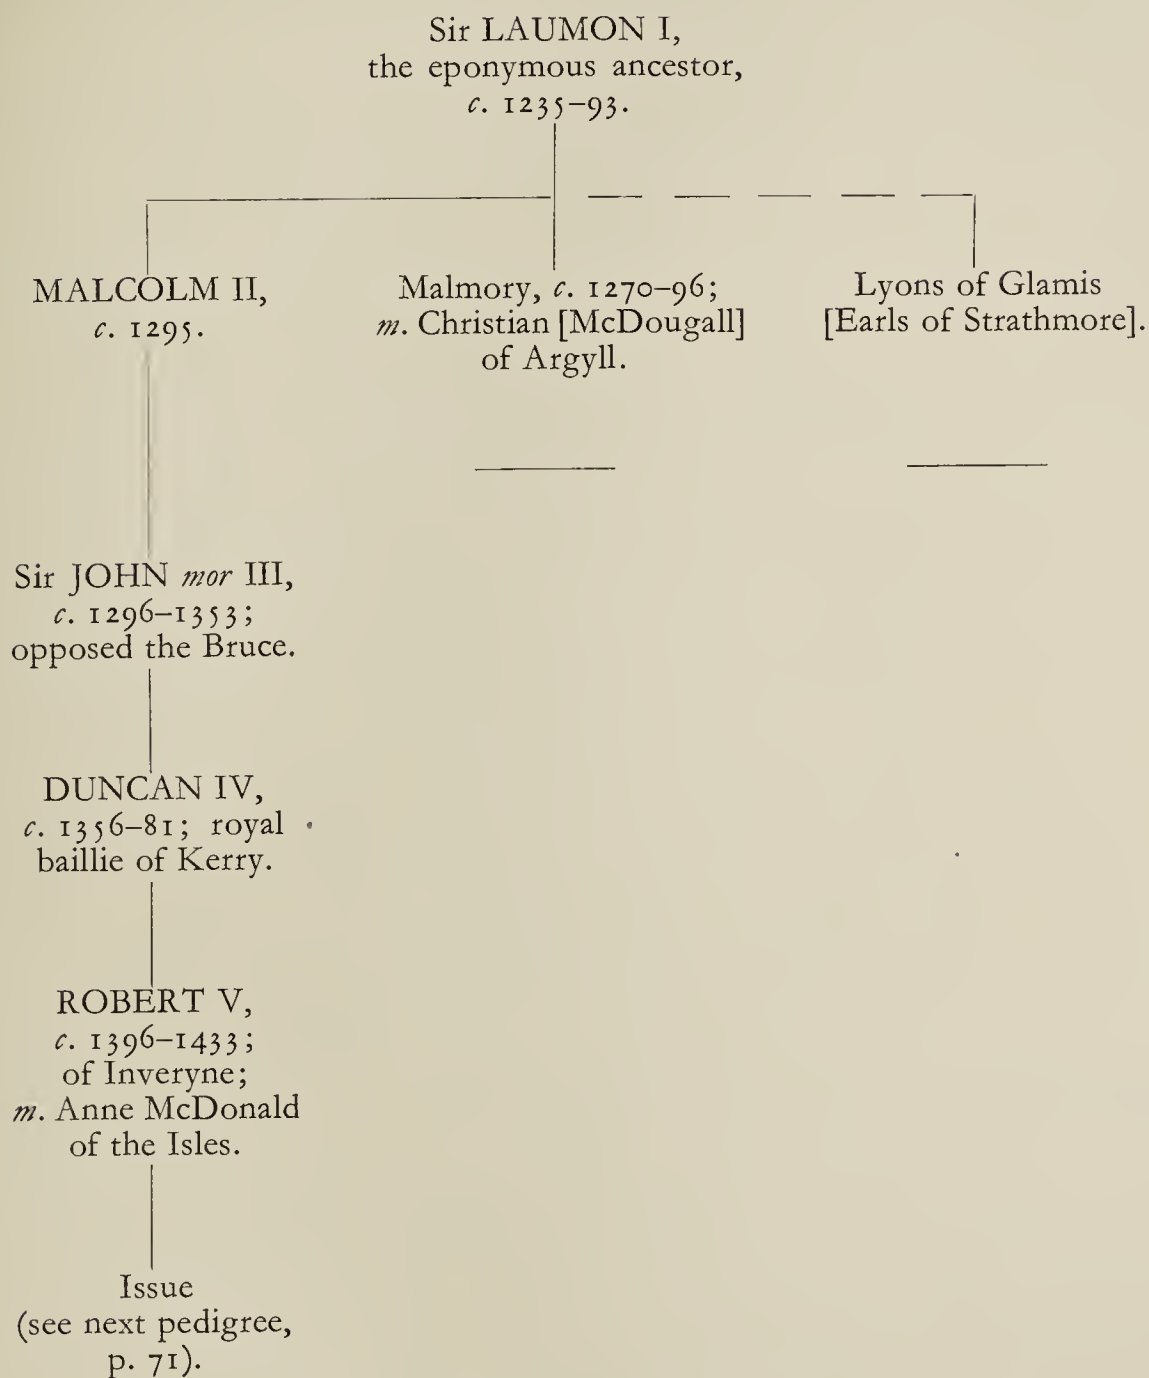 Sir LAUMON I,
the eponymous ancestor,
c. 1235–93.
MALCOLM II,
c. 1295.
Malmory, c. 1270–96;
m. Christian [McDougall]
of Argyll.
Lyons of Glamis
[Earls of Strathmore].
Sir JOHN mor III,
c. 1296–1353;
opposed the Bruce.
DUNCAN IV,
c. 1356–81; royal
baillie of Kerry.
ROBERT V,
c. 1396–1433;
of Inveryne;
m. Anne McDonald
of the Isles.
Issue
(see next pedigree,
p. 71).